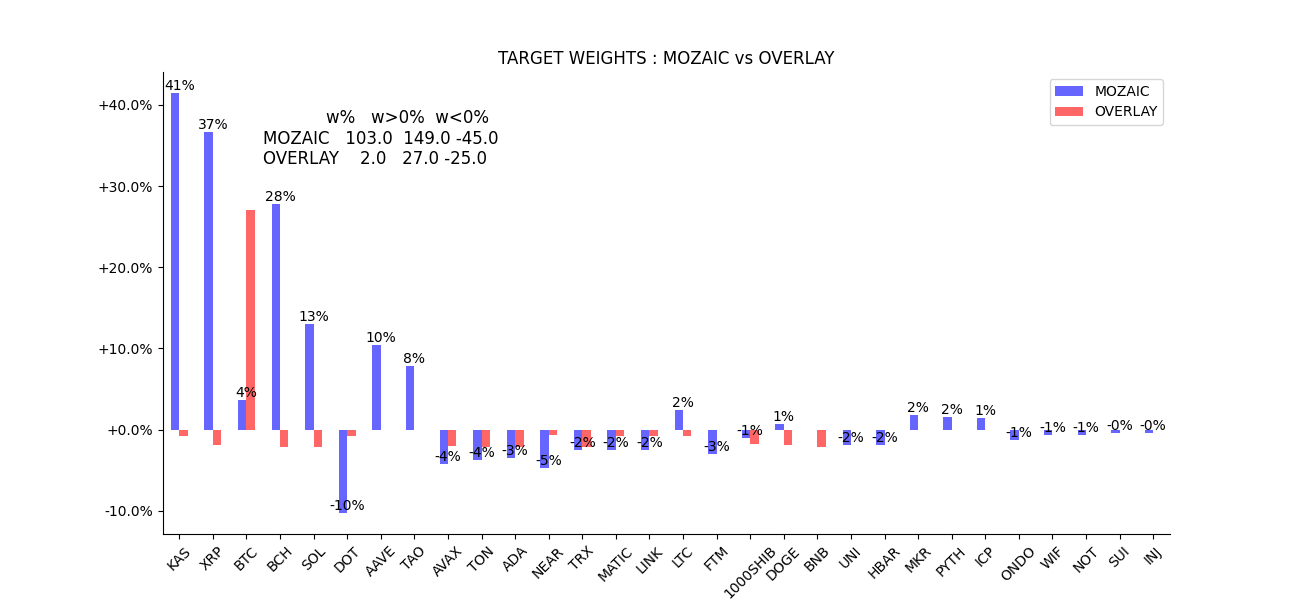 TARGET WEIGHTS : MOZAIC vs OVERLAY
MOZAIC
OVERLAY
w% w>0% w<0%
MOZAIC 103.0 149.0 -45.0
OVERLAY 2.0 27.0 -25.0
+40.0%
+30.0%
+20.0%
+10.0%
+0.0%
-10.0%
41%
37%
4%
28%
13%
-10%
10%
8%
-4%
-4%
-3%
-5%
-2%
-2%
-2%
2%
-3%
-1%
1%
-2%
-2%
2%
2%
1%
-1%
-1%
-1%
-0%
-0%
KAS
XRP
BTC
BCH
SOL
DOT
AAVE
TAO
AVAX
TON
ADA
NEAR
TRX
MATIC
LINK
LTC
FTM
1000SHIB
DOGE
BNB
UNI
HBAR
MKR
PYTH
ICP
ONDO
WIF
NOT
SUI
INJ